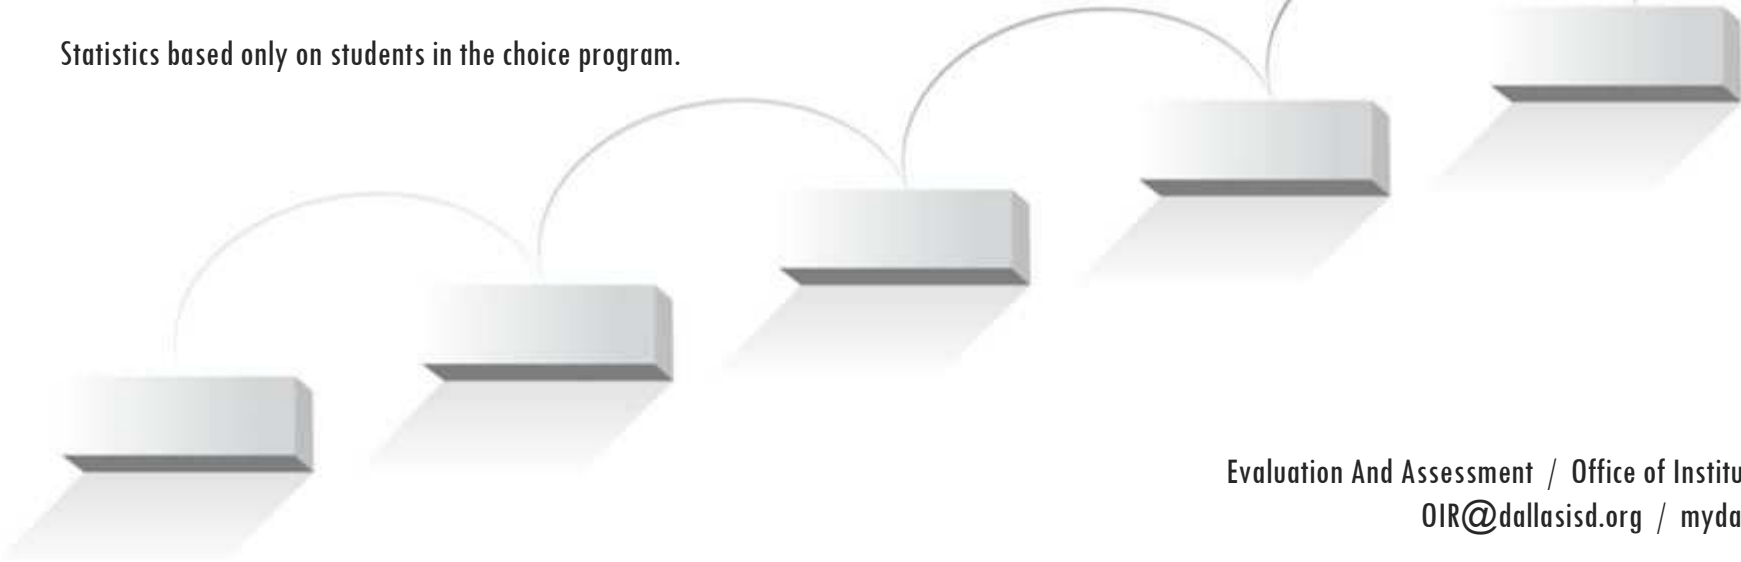 Statistics based only on students in the choice program.
Evaluation And Assessment / Office of Institu
OIR@dallasisd.org / myda